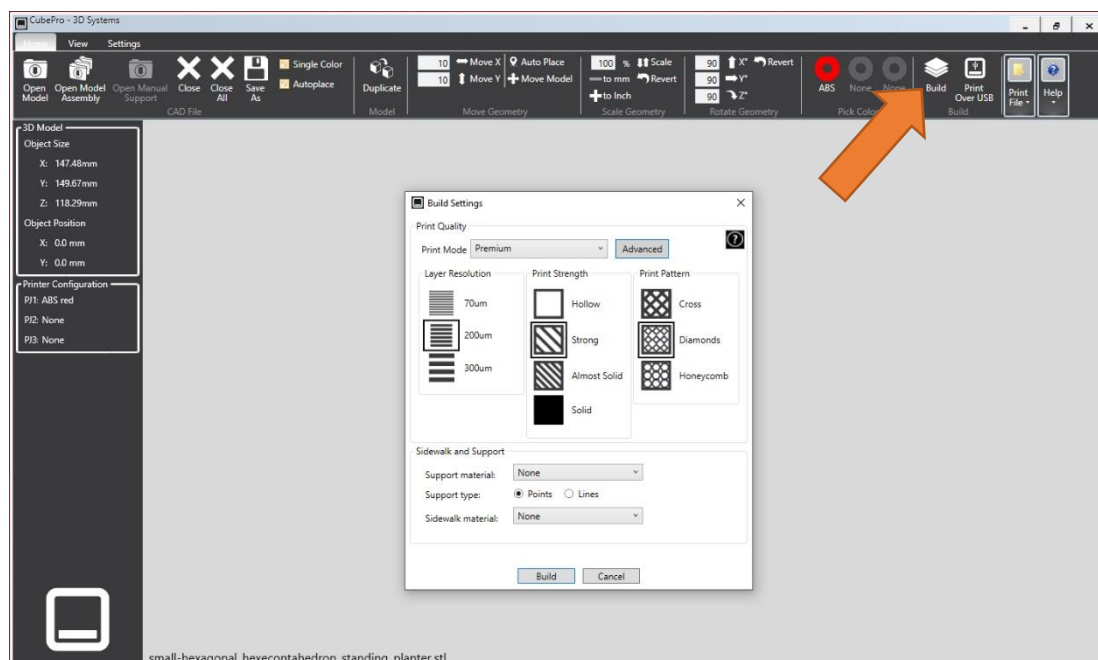 CubePro - 3D Systems
Home View Settings
Open Model
Open Model Assembly
Open Manual Support
Close
Close All
Save As
Single Color
Autoplace
CAD File
Duplicate
Model
10 Move X Auto Place
10 Move Y Move Model
Move Geometry
100 % Scale
to mm Revert
to Inch
Scale Geometry
90 X° Revert
90 Y°
90 Z°
Rotate Geometry
ABS None None
Pick Color
Build
Print Over USB
Build
Print File
Help
3D Model
Object Size
X: 147.48mm
Y: 149.67mm
Z: 118.29mm
Object Position
X: 0.0 mm
Y: 0.0 mm
Printer Configuration
PJ1: ABS red
PJ2: None
PJ3: None
Build Settings
Print Quality
Print Mode Premium Advanced
Layer Resolution
70um
200um
300um
Print Strength
Hollow
Strong
Almost Solid
Solid
Print Pattern
Cross
Diamonds
Honeycomb
Sidewalk and Support
Support material: None
Support type: Points Lines
Sidewalk material: None
Build Cancel
small-hexagonal_hexecontahedron_standing_planter.stl